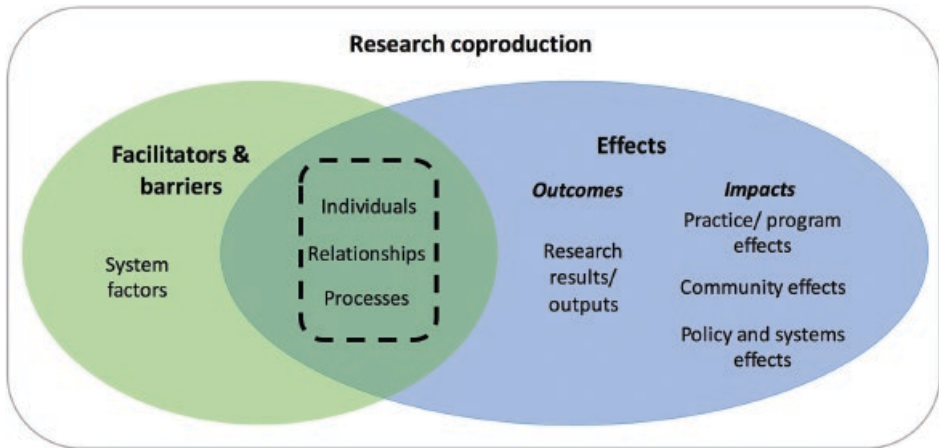 Research coproduction
Facilitators &
barriers
System
factors
Individuals
Relationships
Processes
Effects
Outcomes
Research
results/
outputs
Impacts
Practice/ program
effects
Community effects
Policy and systems
effects